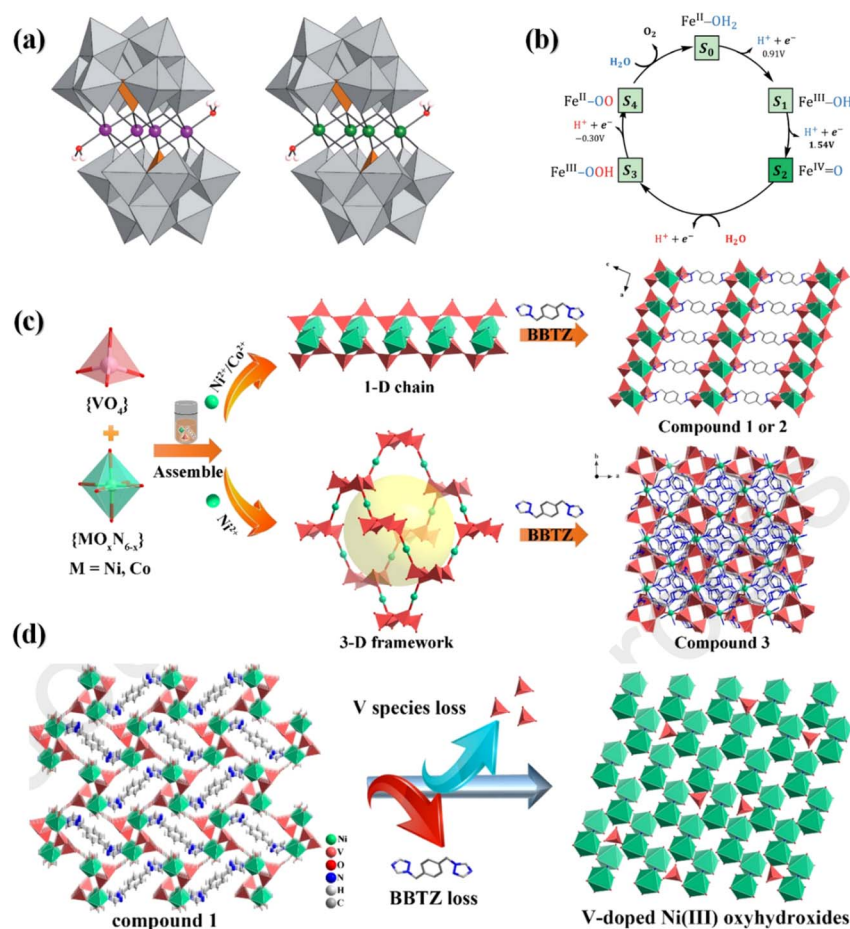 (a)
(b)
Fe^II–OH₂
S₀
O₂
H₂O
H⁺ + e⁻
0.91V
Fe^II–OO
S₄
S₁
Fe^III–OH
H⁺ + e⁻
−0.30V
H⁺ + e⁻
1.54V
Fe^III–OOH
S₃
S₂
Fe^IV=O
H⁺ + e⁻
H₂O
(c)
{VO₄}
+
{MOₓN₆₋ₓ}
M = Ni, Co
Assemble
Ni²⁺/Co²⁺
Ni²⁺
1-D chain
BBTZ
c
a
Compound 1 or 2
3-D framework
BBTZ
b
a
Compound 3
(d)
compound 1
Ni
V
O
N
H
C
V species loss
BBTZ loss
V-doped Ni(III) oxyhydroxides